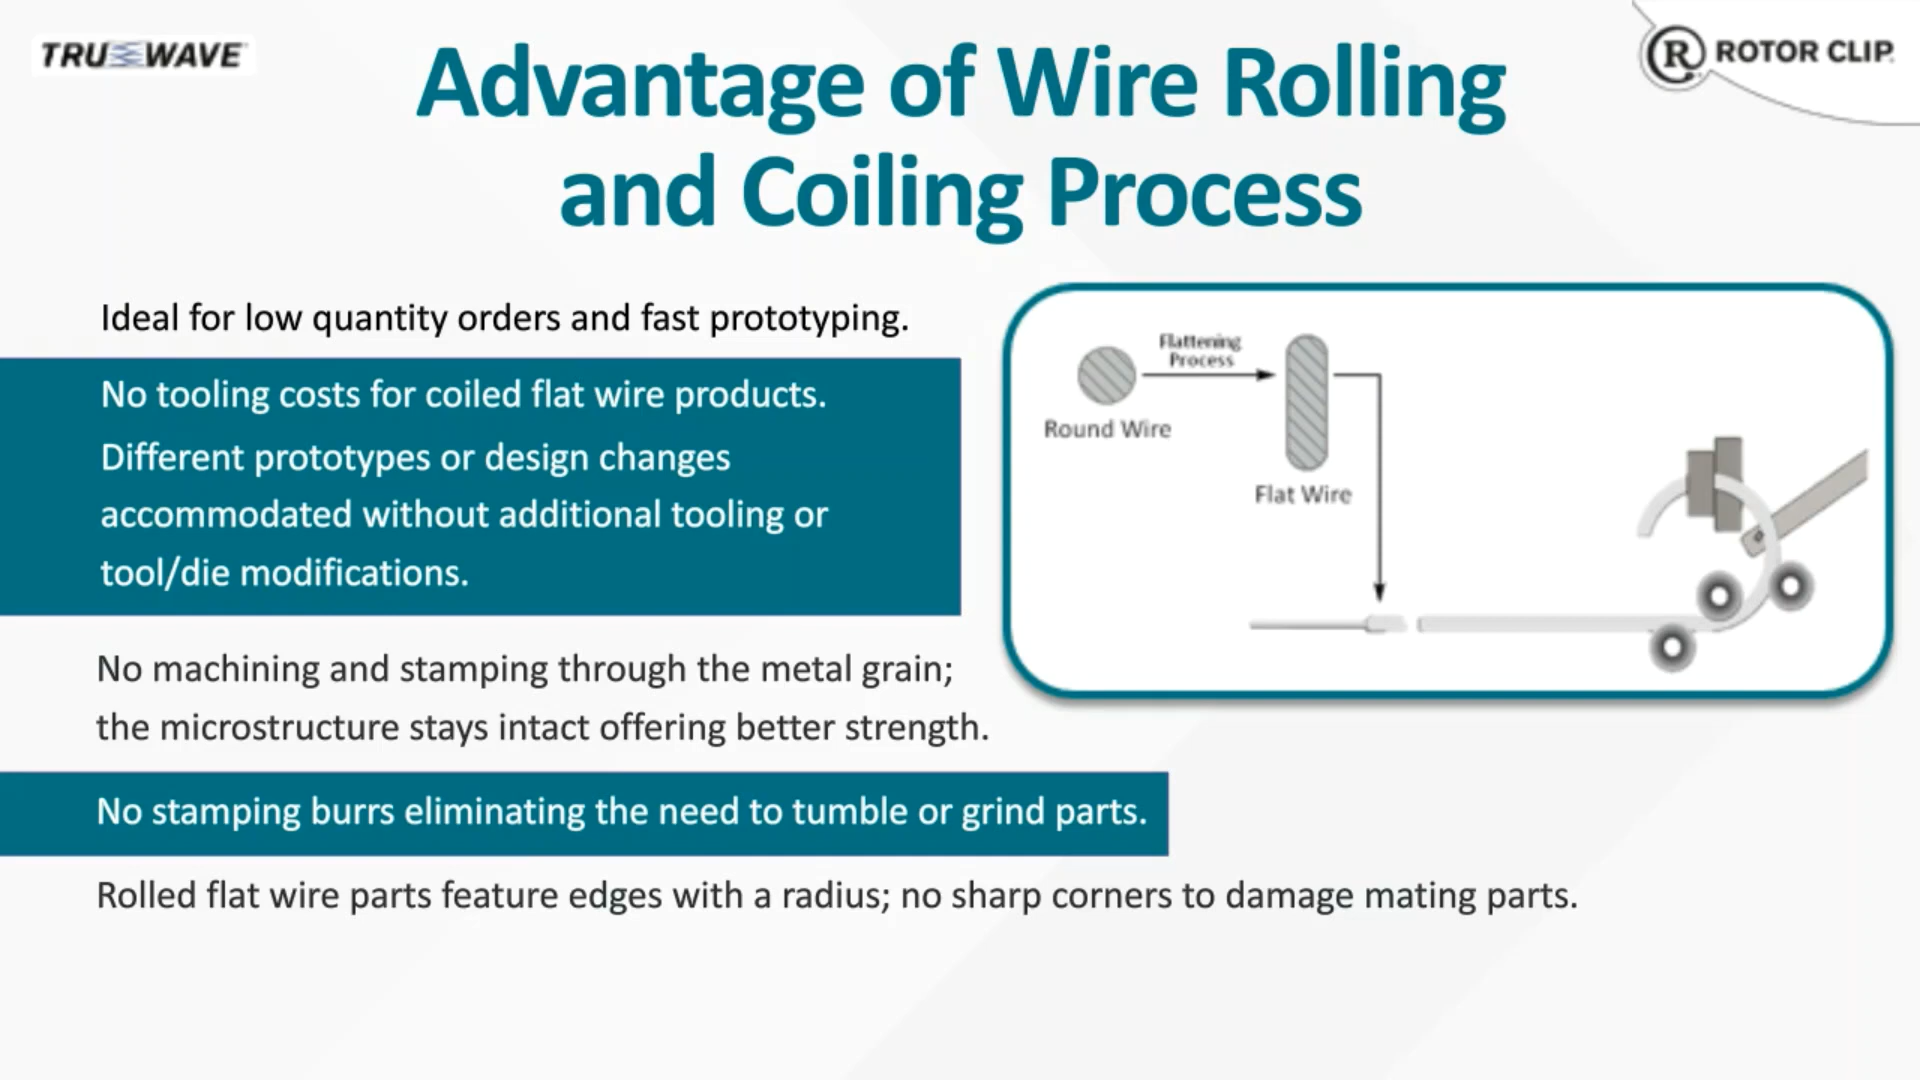 TRUWAVE
ROTOR CLIP
Advantage of Wire Rolling
and Coiling Process
Ideal for low quantity orders and fast prototyping.
No tooling costs for coiled flat wire products.
Different prototypes or design changes
accommodated without additional tooling or
tool/die modifications.
No machining and stamping through the metal grain;
the microstructure stays intact offering better strength.
No stamping burrs eliminating the need to tumble or grind parts.
Rolled flat wire parts feature edges with a radius; no sharp corners to damage mating parts.
Flattening
Process
Round Wire
Flat Wire